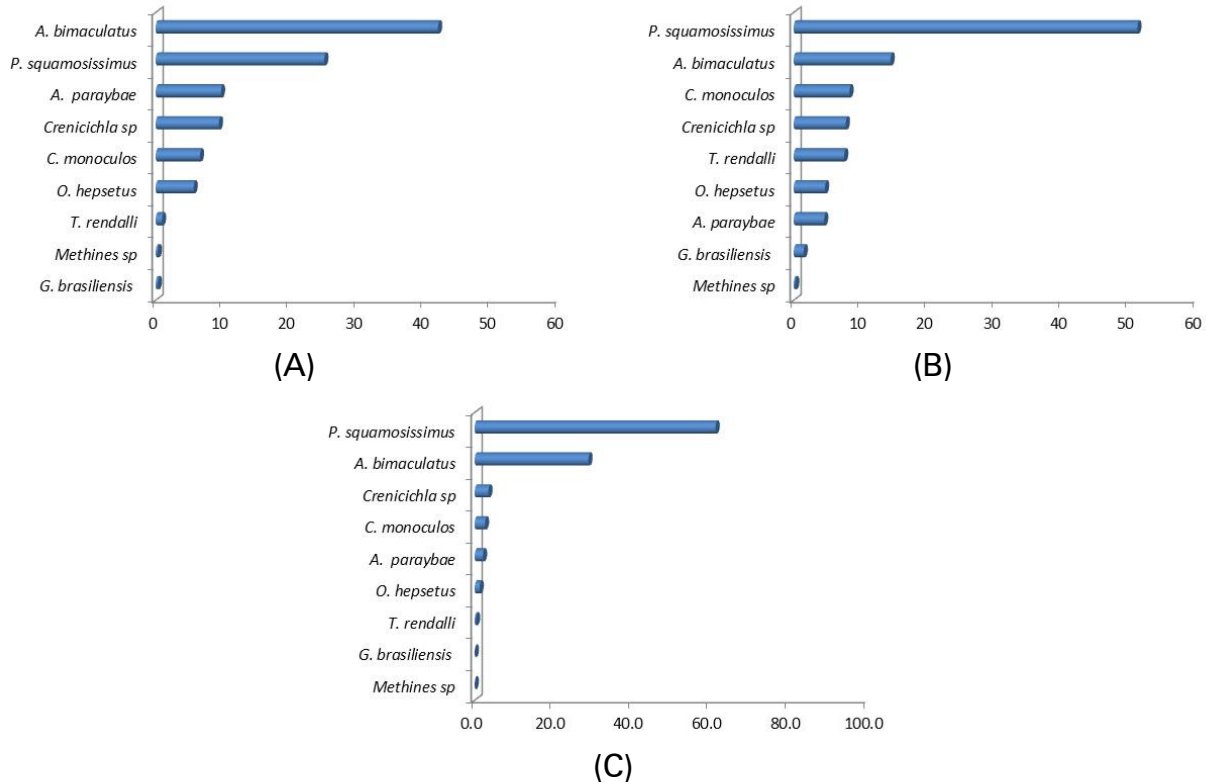 A. bimaculatus
P. squamosissimus
A. paraybae
Crenicichla sp
C. monoculos
O. hepsetus
T. rendalli
Methines sp
G. brasiliensis
0 10 20 30 40 50 60
(A)
P. squamosissimus
A. bimaculatus
C. monoculos
Crenicichla sp
T. rendalli
O. hepsetus
A. paraybae
G. brasiliensis
Methines sp
0 10 20 30 40 50 60
(B)
P. squamosissimus
A. bimaculatus
Crenicichla sp
C. monoculos
A. paraybae
O. hepsetus
T. rendalli
G. brasiliensis
Methines sp
0.0 20.0 40.0 60.0 80.0 100.0
(C)